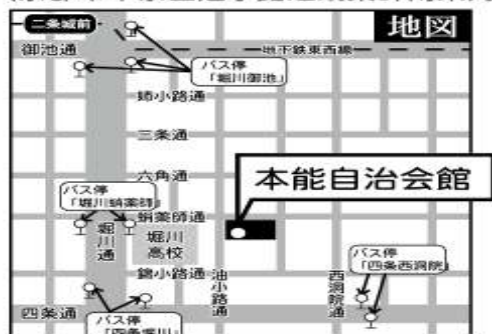 二条城前
地図
御池通
地下鉄東西線
バス停
「堀川御池」
姉小路通
三条通
六角通
本能自治会館
バス停
「堀川蛸薬師」
蛸薬師通
堀川通
堀川
高校
バス停
「四条西洞院」
錦小路通
油小路通
西洞院通
四条通
バス停
「四条堀川」